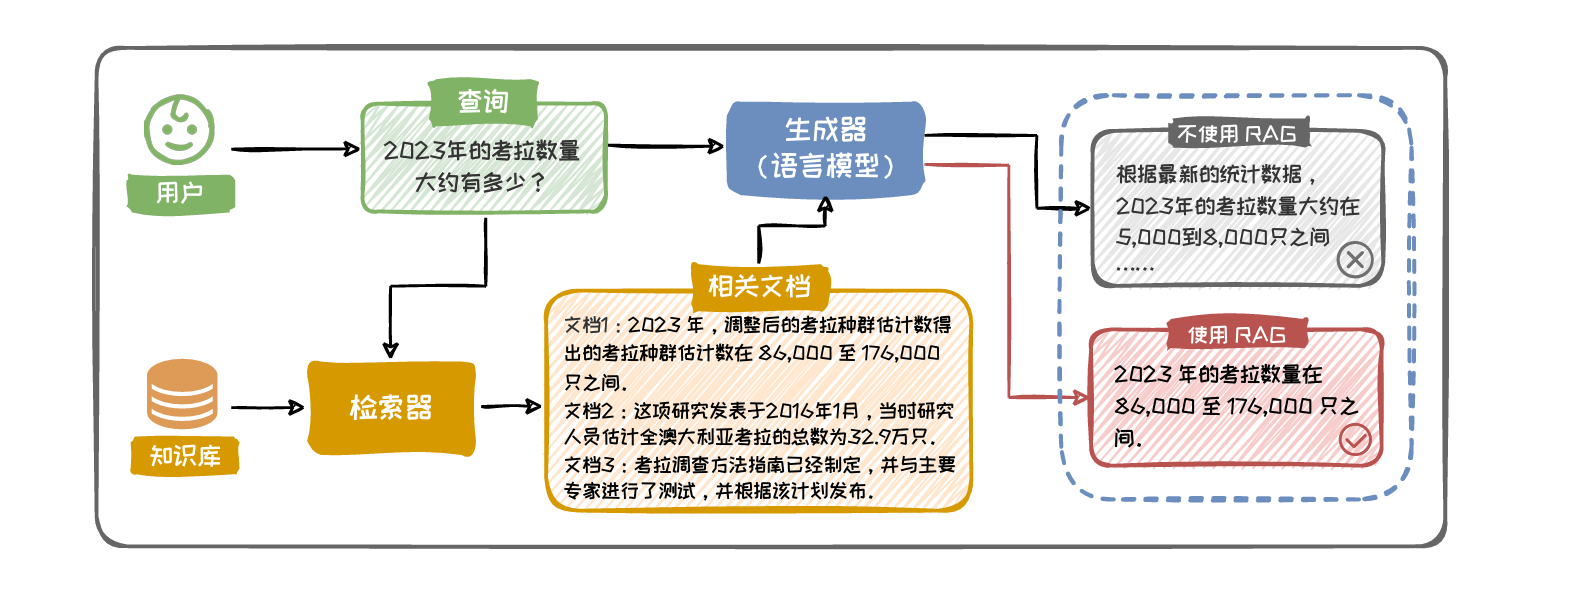 用户
查询
2023年的考拉数量
大约有多少？
生成器
（语言模型）
不使用 RAG
根据最新的统计数据，
2023年的考拉数量大约在
5,000到8,000只之间
……
知识库
检索器
相关文档
文档1：2023 年，调整后的考拉种群估计数得
出的考拉种群估计数在 86,000 至 176,000
只之间.
文档2：这项研究发表于2016年1月，当时研究
人员估计全澳大利亚考拉的总数为32.9万只.
文档3：考拉调查方法指南已经制定，并与主要
专家进行了测试，并根据该计划发布.
使用 RAG
2023 年的考拉数量在
86,000 至 176,000 只之
间.